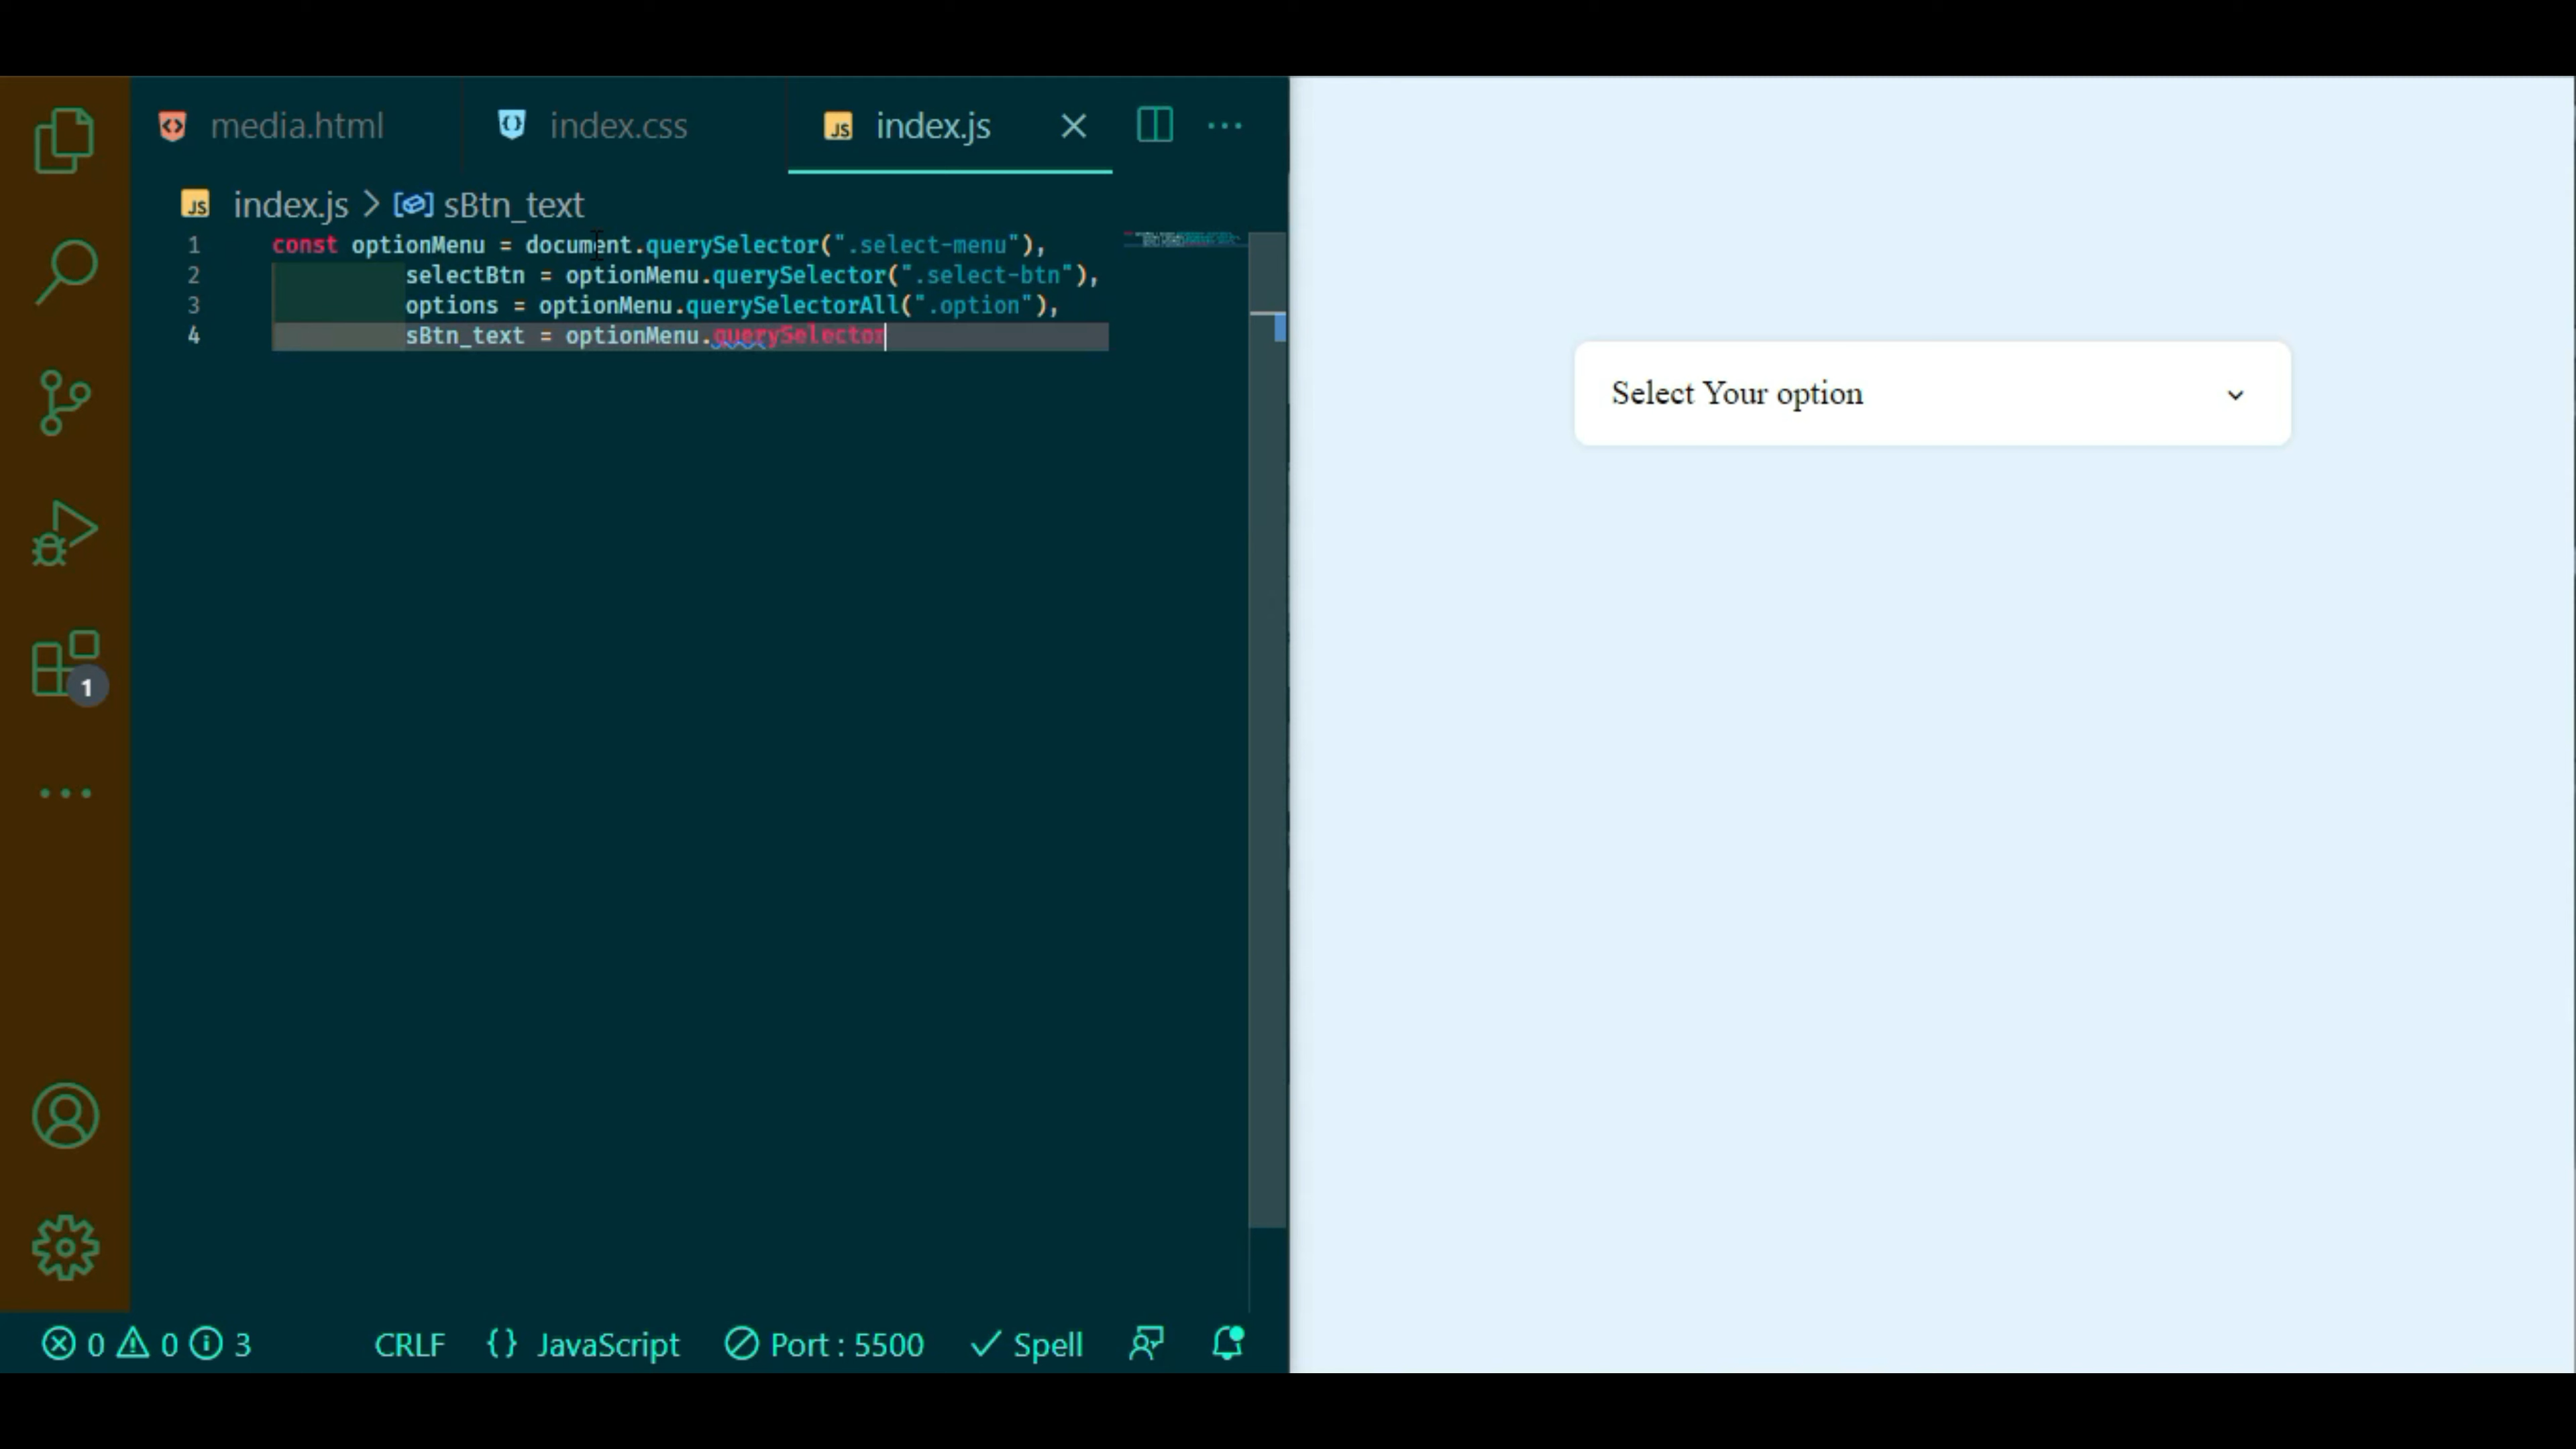 media.html
index.css
index.js
index.js > sBtn_text
1 const optionMenu = document.querySelector(".select-menu"),
2 selectBtn = optionMenu.querySelector(".select-btn"),
3 options = optionMenu.querySelectorAll(".option"),
4 sBtn_text = optionMenu.querySelector
Select Your option
1
0 0 3 CRLF {} JavaScript Port : 5500 Spell